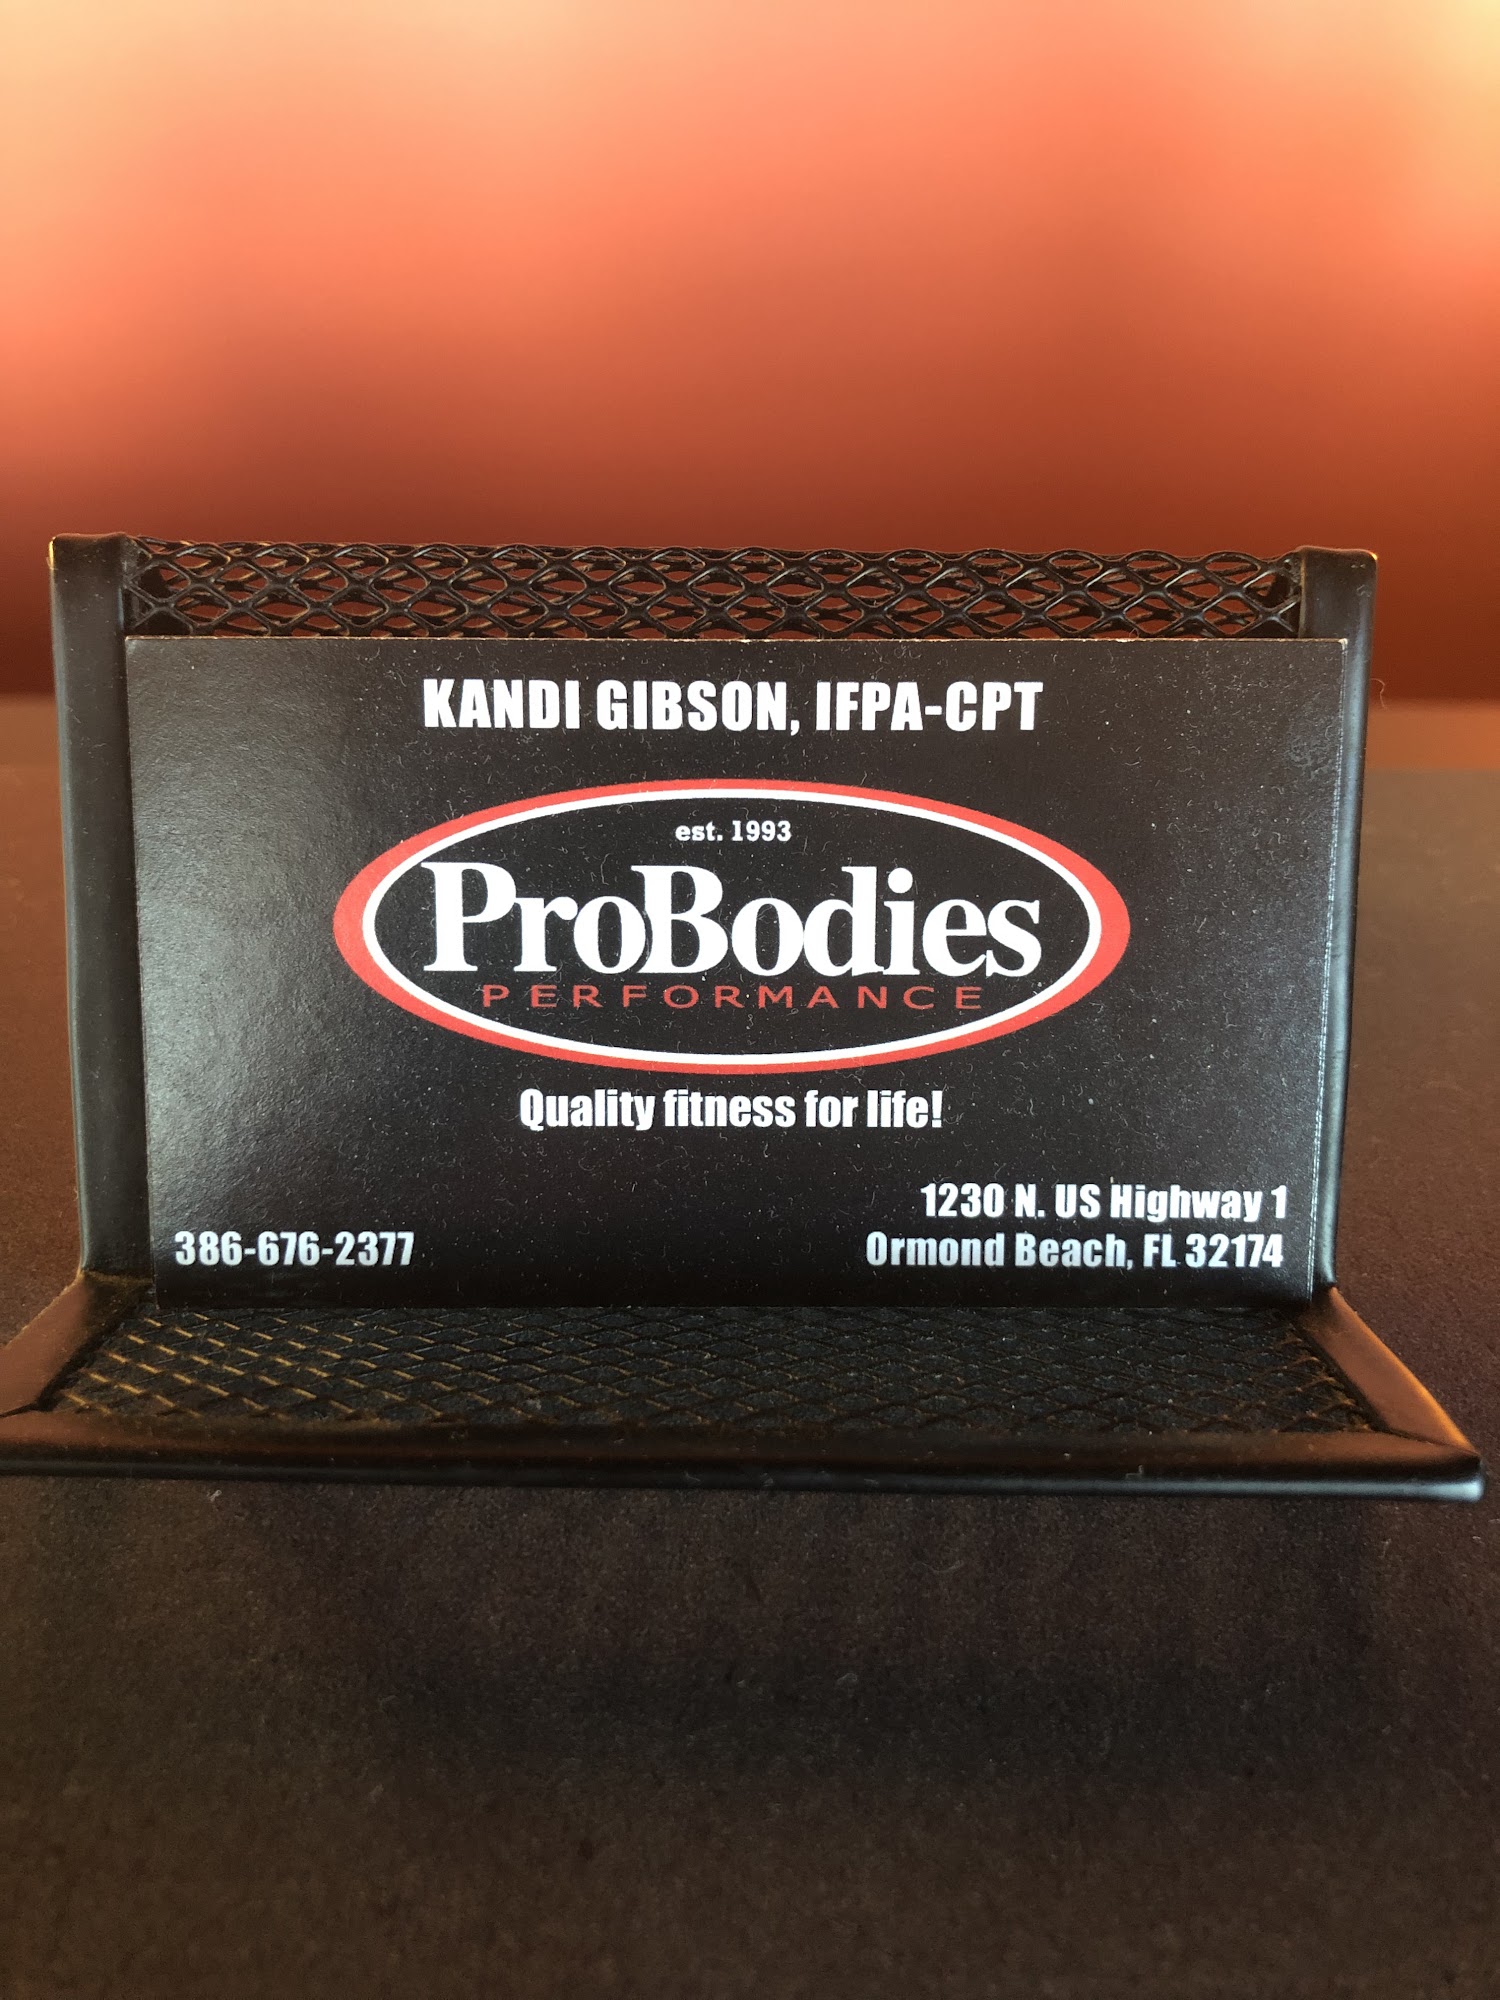 KANDI GIBSON, IFPA-CPT
est. 1993
ProBodies
PERFORMANCE
Quality fitness for life!
386-676-2377
1230 N. US Highway 1
Ormond Beach, FL 32174